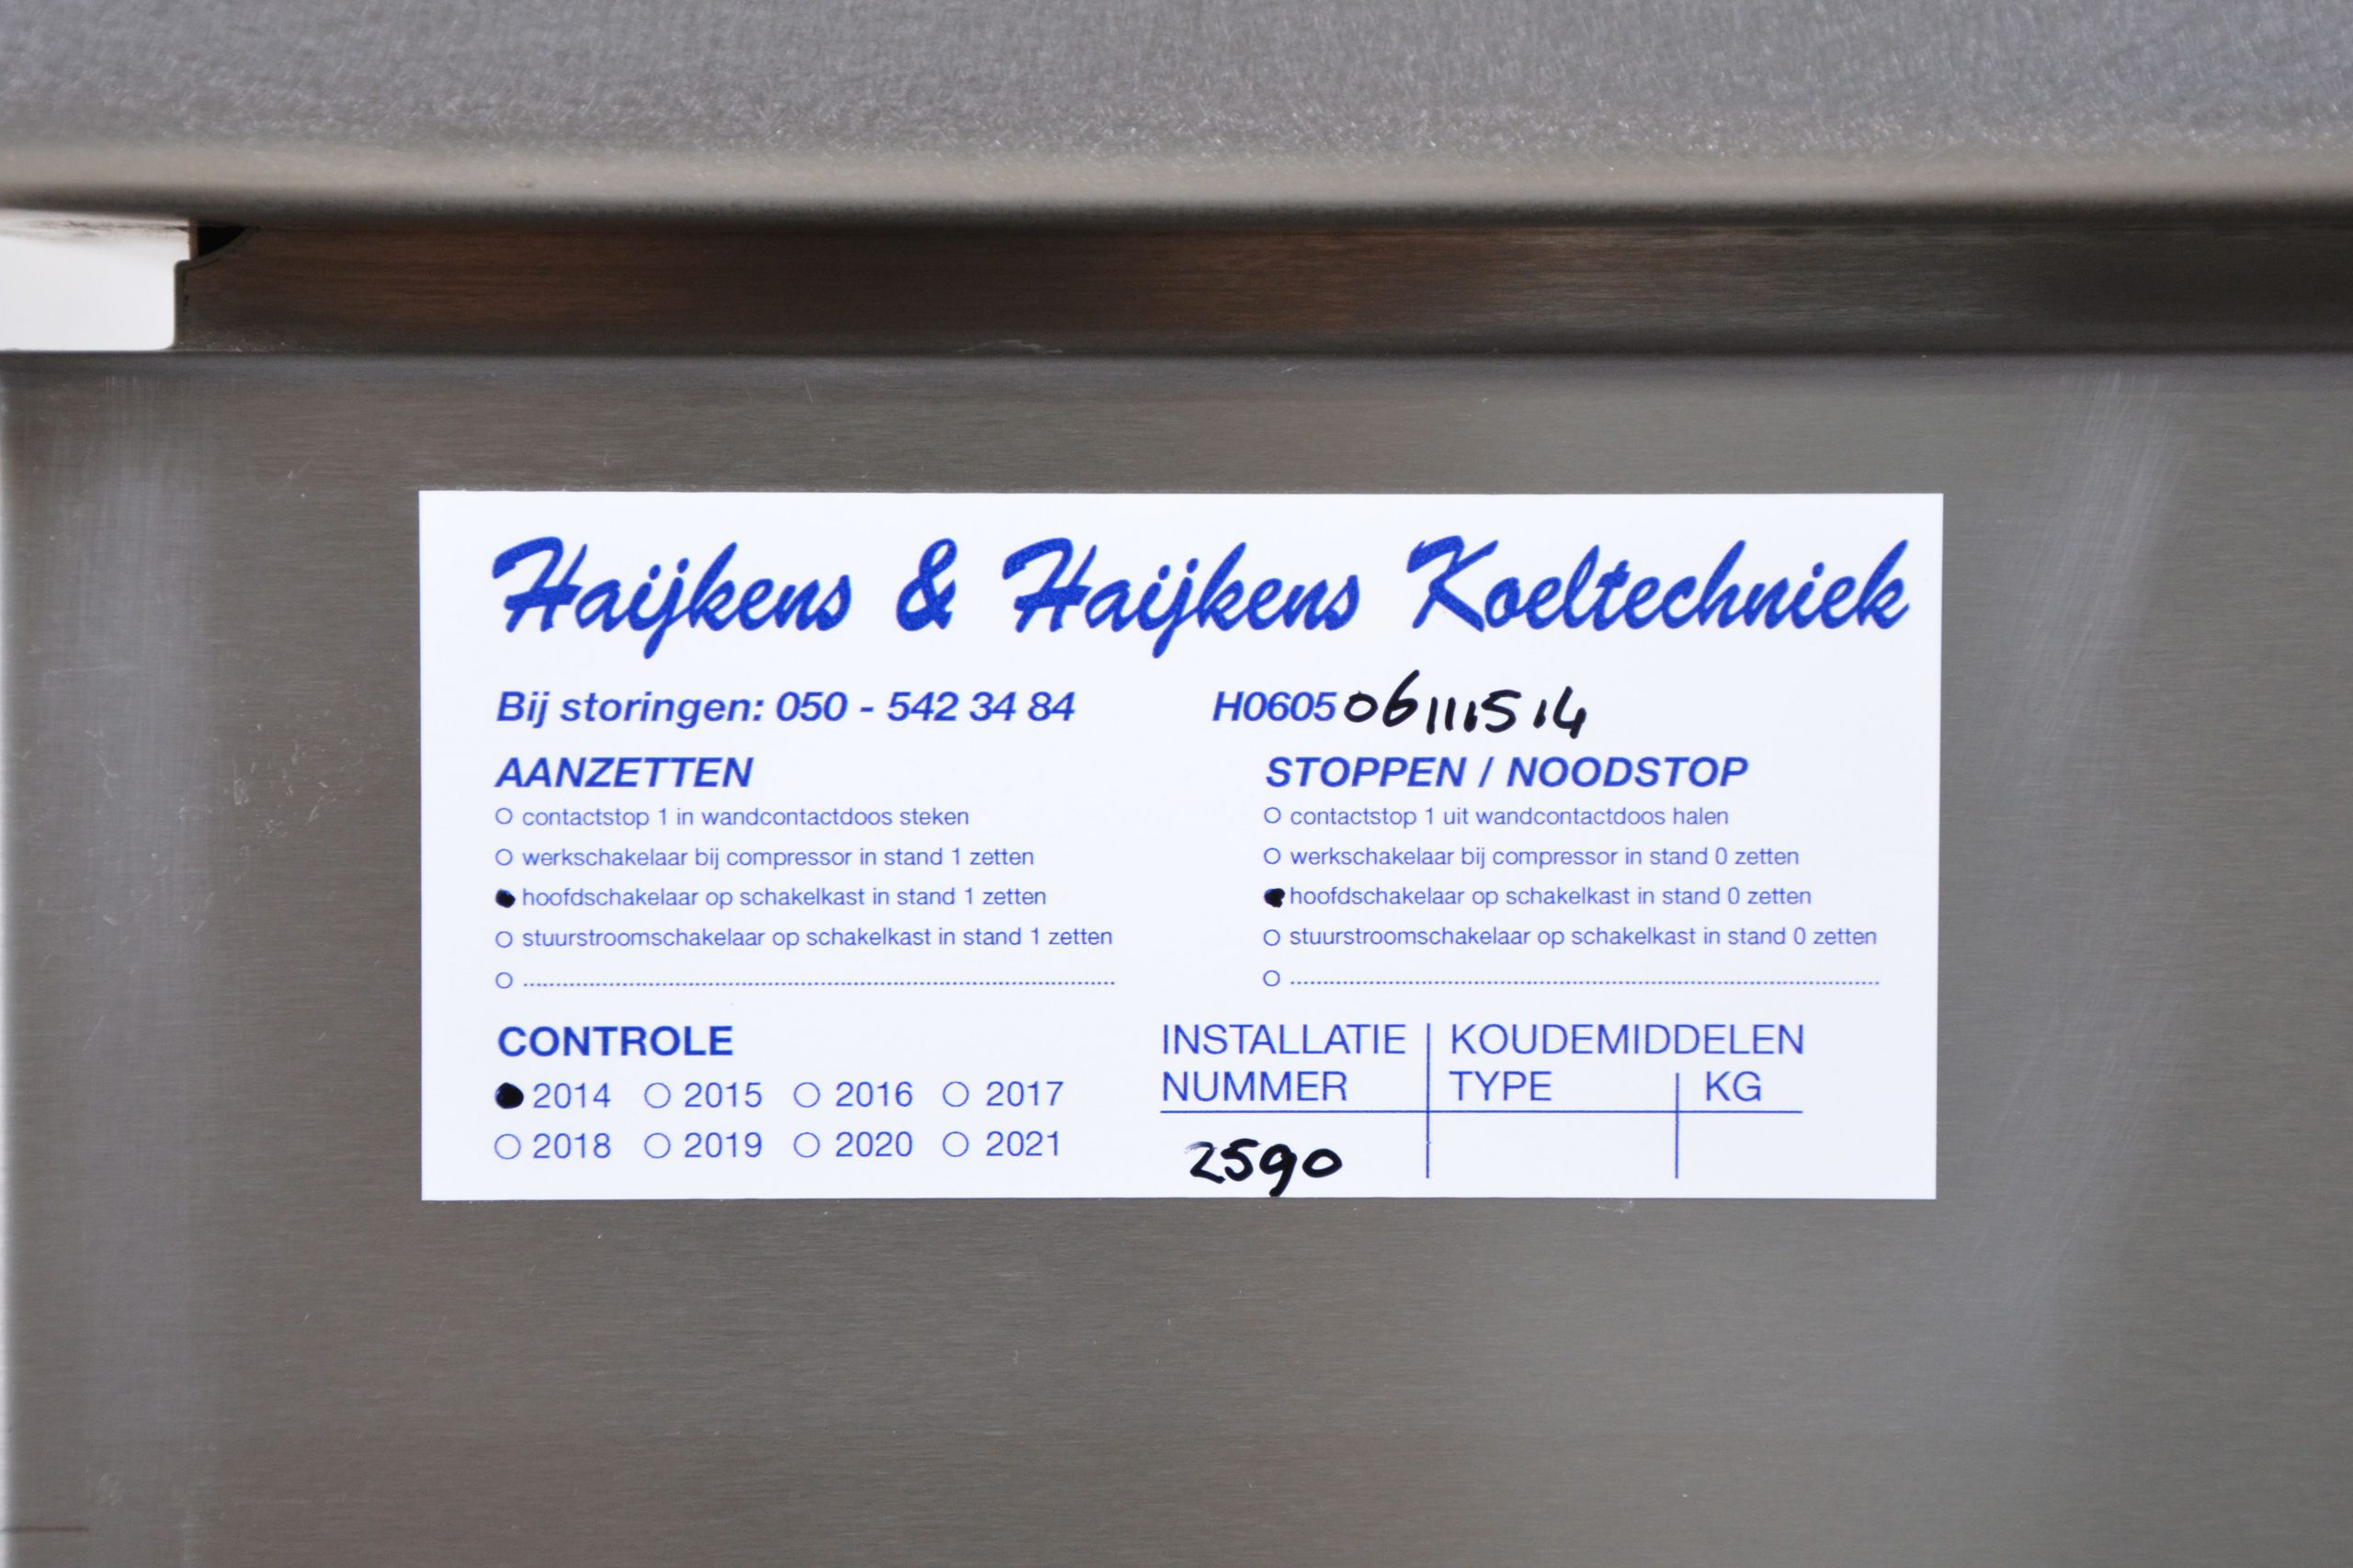 Haijkens & Haijkens Koeltechniek
Bij storingen: 050 - 542 34 84
H0605 06111514
AANZETTEN
contactstop 1 in wandcontactdoos steken
werkschakelaar bij compressor in stand 1 zetten
hoofdschakelaar op schakelkast in stand 1 zetten
stuurstroomschakelaar op schakelkast in stand 1 zetten
STOPPEN / NOODSTOP
contactstop 1 uit wandcontactdoos halen
werkschakelaar bij compressor in stand 0 zetten
hoofdschakelaar op schakelkast in stand 0 zetten
stuurstroomschakelaar op schakelkast in stand 0 zetten
CONTROLE
2014 2015 2016 2017
2018 2019 2020 2021
INSTALLATIE NUMMER
2590
KOUDEMIDDELEN
TYPE KG